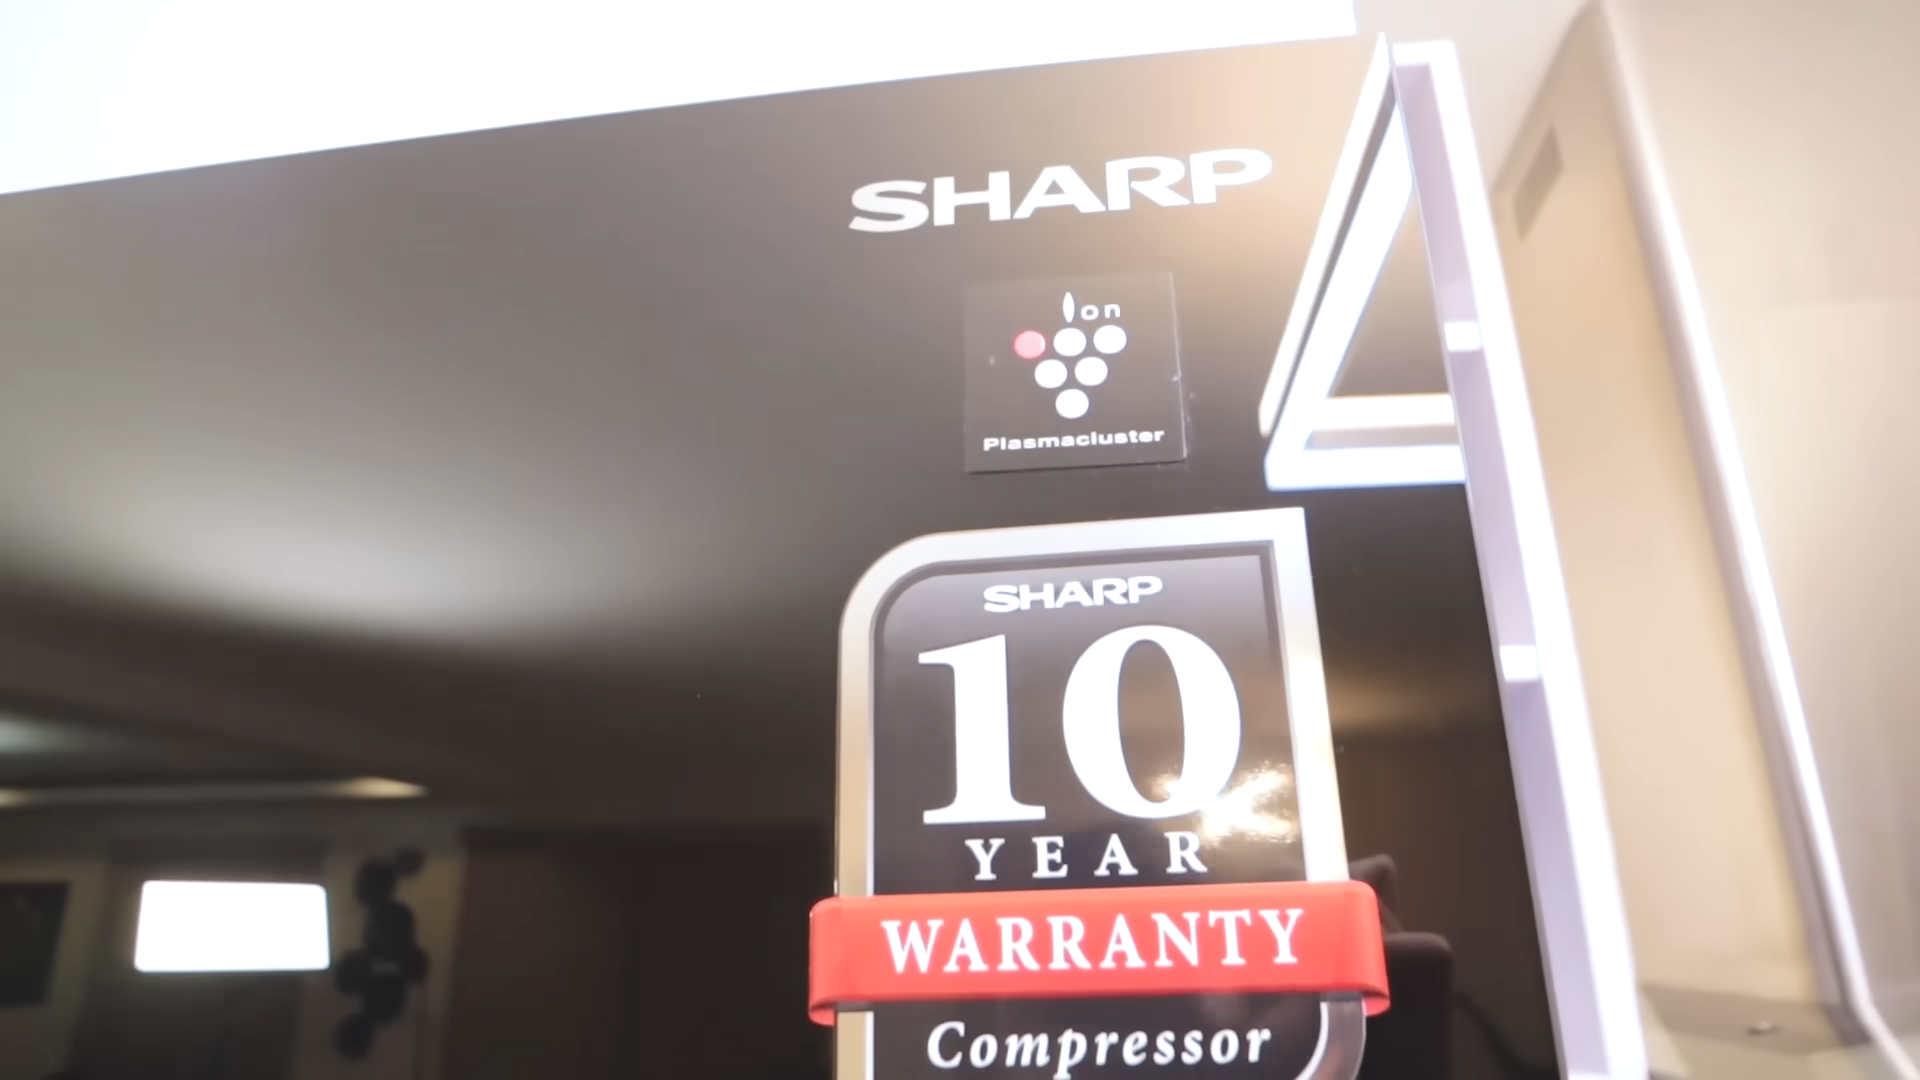 SHARP
Ion
Plasmacluster
SHARP
10
YEAR
WARRANTY
Compressor